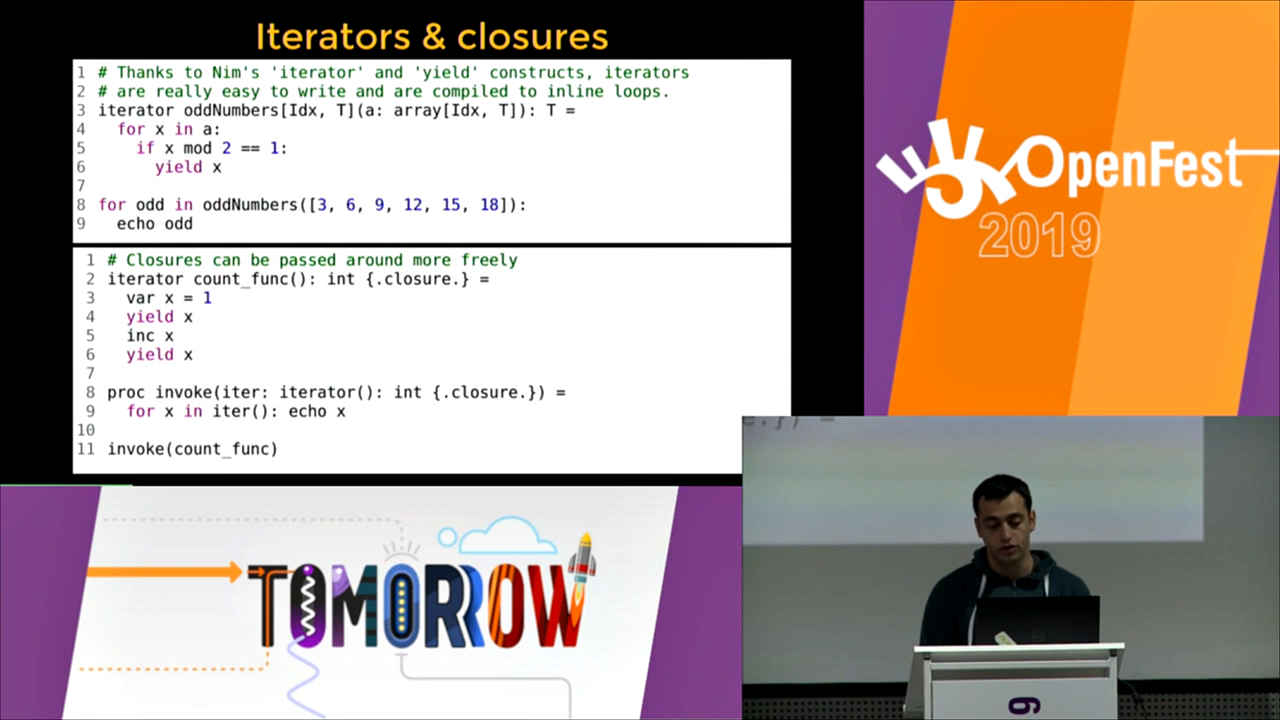 Iterators & closures
1 # Thanks to Nim's 'iterator' and 'yield' constructs, iterators
2 # are really easy to write and are compiled to inline loops.
3 iterator oddNumbers[Idx, T](a: array[Idx, T]): T =
4 for x in a:
5 if x mod 2 == 1:
6 yield x
7
8 for odd in oddNumbers([3, 6, 9, 12, 15, 18]):
9 echo odd
1 # Closures can be passed around more freely
2 iterator count_func(): int {.closure.} =
3 var x = 1
4 yield x
5 inc x
6 yield x
7
8 proc invoke(iter: iterator(): int {.closure.}) =
9 for x in iter(): echo x
10
11 invoke(count_func)
OpenFest
2019
TOMORROW